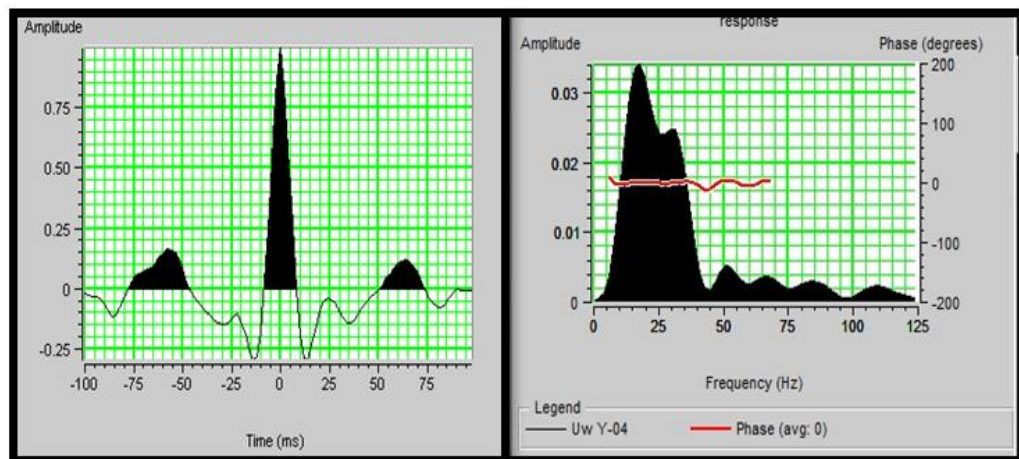 Amplitude
0.75
0.50
0.25
0
-0.25
-100 -75 -50 -25 0 25 50 75
Time (ms)
response
Amplitude Phase (degrees)
0.03
0.02
0.01
0
200
100
0
-100
-200
0 25 50 75 100 125
Frequency (Hz)
Legend
Uw Y-04 Phase (avg: 0)